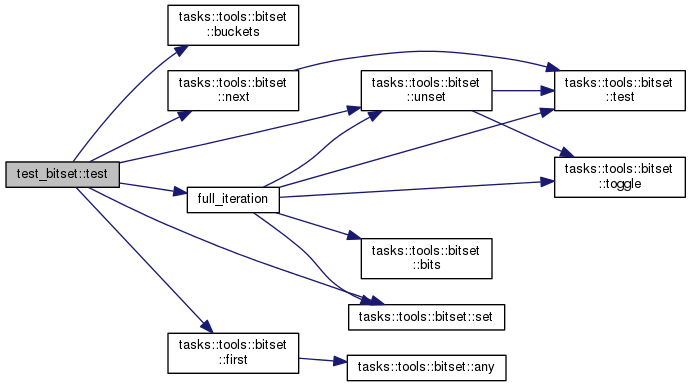 tasks::tools::bitset
::buckets
tasks::tools::bitset
::next
tasks::tools::bitset
::unset
tasks::tools::bitset
::test
test_bitset::test
full_iteration
tasks::tools::bitset
::toggle
tasks::tools::bitset
::bits
tasks::tools::bitset::set
tasks::tools::bitset
::first
tasks::tools::bitset::any